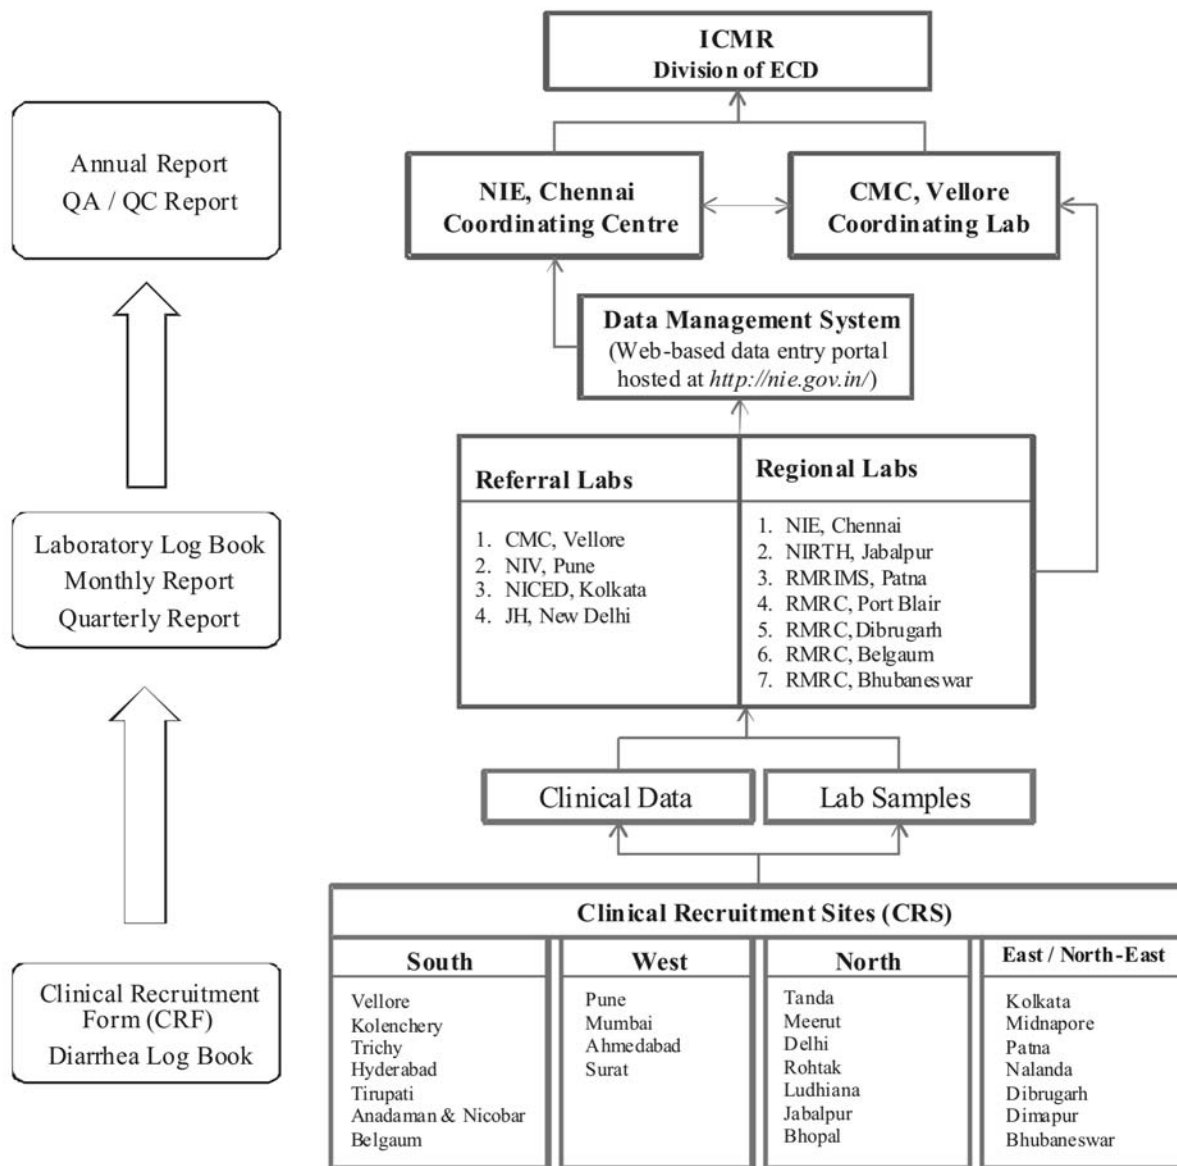 ICMR
Division of ECD
Annual Report
QA / QC Report
NIE, Chennai
Coordinating Centre
CMC, Vellore
Coordinating Lab
Data Management System
(Web-based data entry portal
hosted at http://nie.gov.in/)
Laboratory Log Book
Monthly Report
Quarterly Report
Referral Labs
1. CMC, Vellore
2. NIV, Pune
3. NICED, Kolkata
4. JH, New Delhi
Regional Labs
1. NIE, Chennai
2. NIRTH, Jabalpur
3. RMRIMS, Patna
4. RMRC, Port Blair
5. RMRC, Dibrugarh
6. RMRC, Belgaum
7. RMRC, Bhubaneswar
Clinical Data
Lab Samples
Clinical Recruitment
Form (CRF)
Diarrhea Log Book
Clinical Recruitment Sites (CRS)
South
Vellore
Kolenchery
Trichy
Hyderabad
Tirupati
Anadaman & Nicobar
Belgaum
West
Pune
Mumbai
Ahmedabad
Surat
North
Tanda
Meerut
Delhi
Rohtak
Ludhiana
Jabalpur
Bhopal
East / North-East
Kolkata
Midnapore
Patna
Nalanda
Dibrugarh
Dimapur
Bhubaneswar